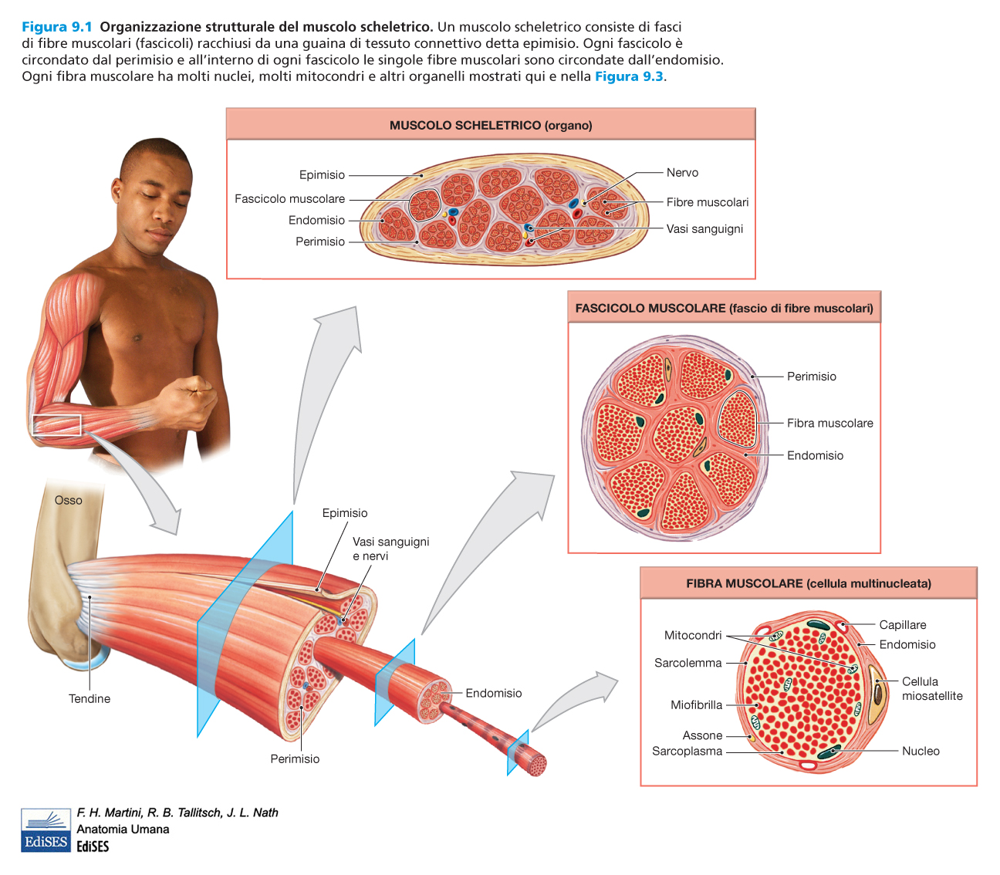 Figura 9.1 Organizzazione strutturale del muscolo scheletrico. Un muscolo scheletrico consiste di fasci
di fibre muscolari (fascicoli) racchiusi da una guaina di tessuto connettivo detta epimisio. Ogni fascicolo è
circondato dal perimisio e all’interno di ogni fascicolo le singole fibre muscolari sono circondate dall’endomisio.
Ogni fibra muscolare ha molti nuclei, molti mitocondri e altri organelli mostrati qui e nella Figura 9.3.
MUSCOLO SCHELETRICO (organo)
Epimisio
Fascicolo muscolare
Endomisio
Perimisio
Nervo
Fibre muscolari
Vasi sanguigni
FASCICOLO MUSCOLARE (fascio di fibre muscolari)
Perimisio
Fibra muscolare
Endomisio
Osso
Epimisio
Vasi sanguigni
e nervi
Tendine
Endomisio
Perimisio
FIBRA MUSCOLARE (cellula multinucleata)
Mitocondri
Sarcolemma
Miofibrilla
Assone
Sarcoplasma
Capillare
Endomisio
Cellula
miosatellite
Nucleo
EdiSES
F. H. Martini, R. B. Tallitsch, J. L. Nath
Anatomia Umana
EdiSES